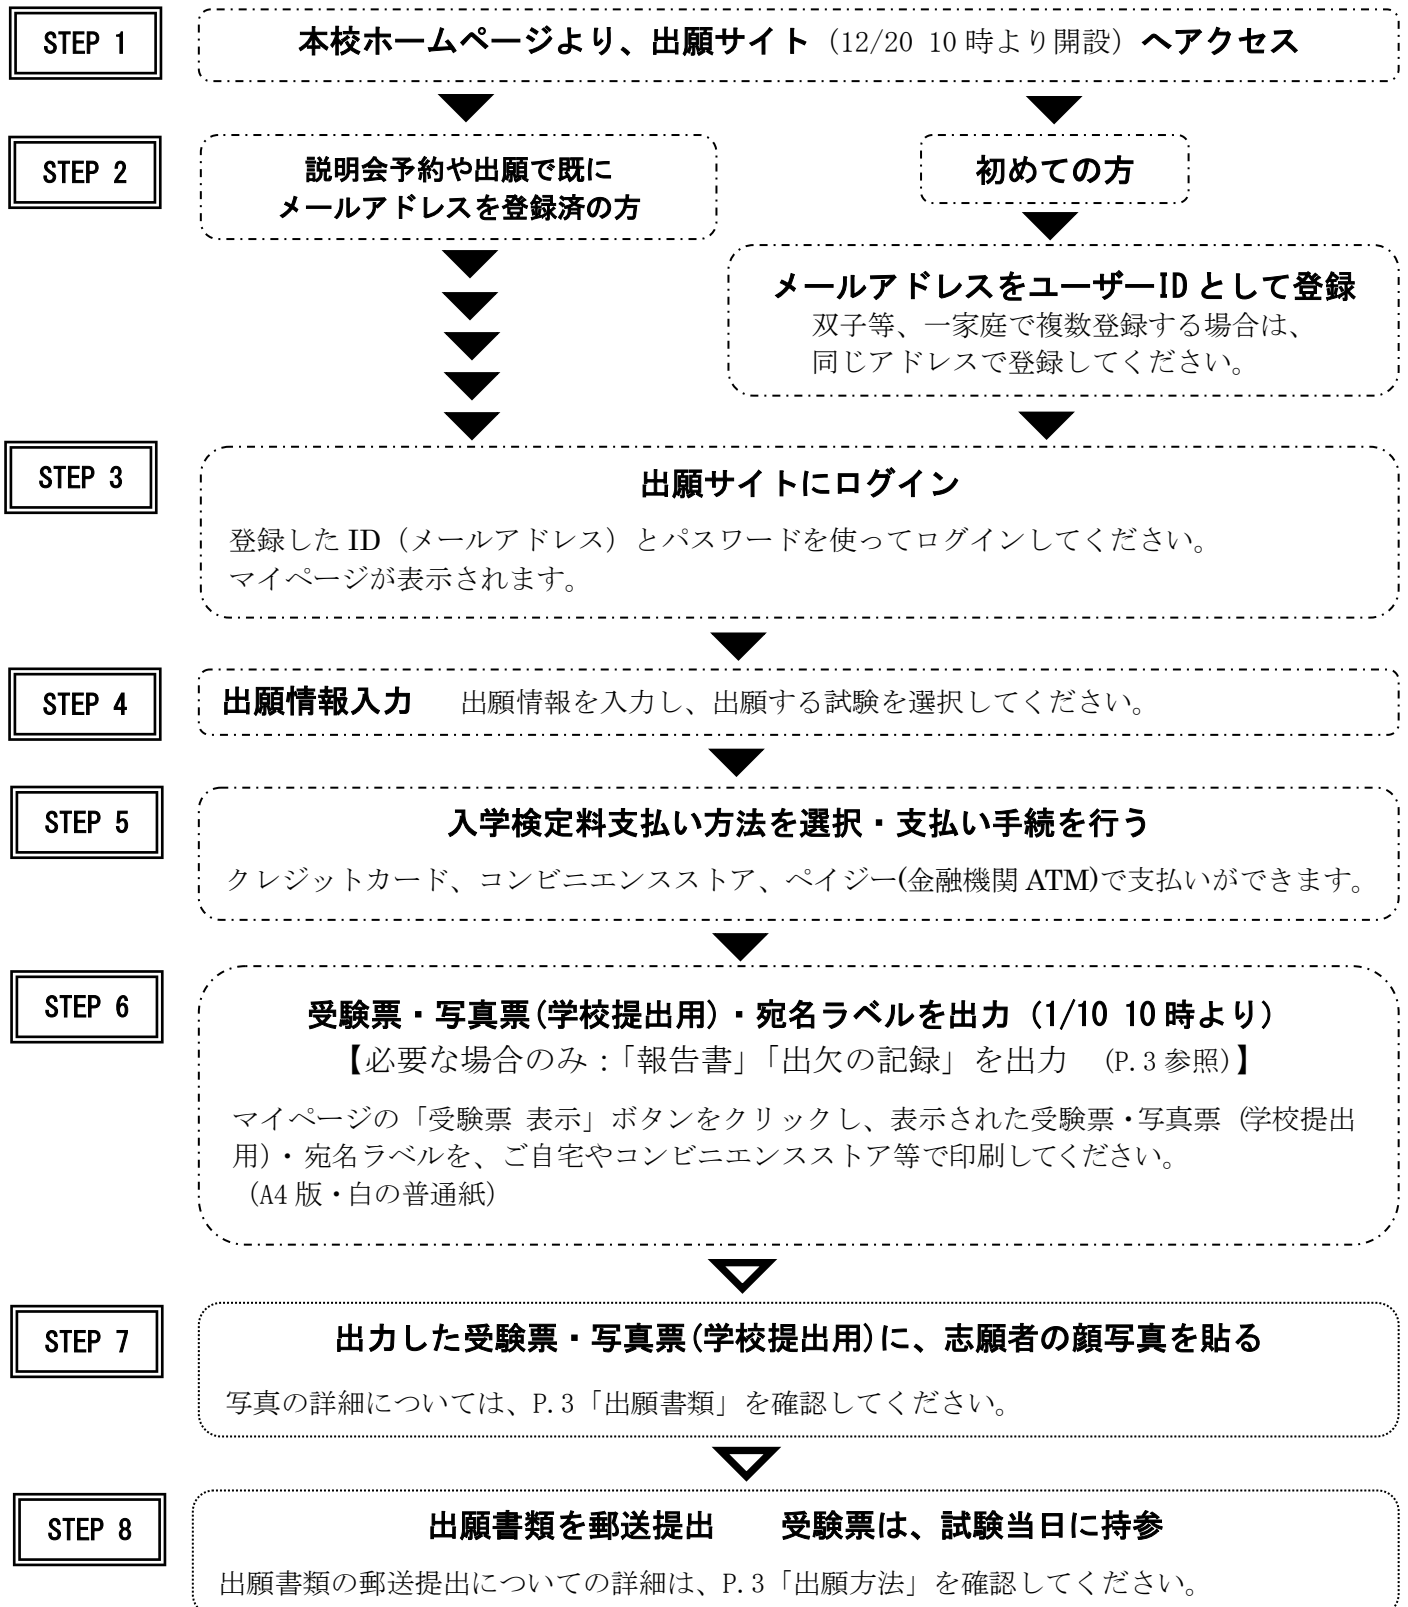 STEP 1
本校ホームページより、出願サイト（12/20 10時より開設）へアクセス
STEP 2
説明会予約や出願で既に
メールアドレスを登録済の方
初めての方
メールアドレスをユーザーIDとして登録
双子等、一家庭で複数登録する場合は、
同じアドレスで登録してください。
STEP 3
出願サイトにログイン
登録したID（メールアドレス）とパスワードを使ってログインしてください。
マイページが表示されます。
STEP 4
出願情報入力　出願情報を入力し、出願する試験を選択してください。
STEP 5
入学検定料支払い方法を選択・支払い手続を行う
クレジットカード、コンビニエンスストア、ペイジー(金融機関ATM)で支払いができます。
STEP 6
受験票・写真票(学校提出用)・宛名ラベルを出力（1/10 10時より）
【必要な場合のみ：「報告書」「出欠の記録」を出力　（P.3参照）】
マイページの「受験票 表示」ボタンをクリックし、表示された受験票・写真票（学校提出
用）・宛名ラベルを、ご自宅やコンビニエンスストア等で印刷してください。
（A4版・白の普通紙）
STEP 7
出力した受験票・写真票(学校提出用)に、志願者の顔写真を貼る
写真の詳細については、P.3「出願書類」を確認してください。
STEP 8
出願書類を郵送提出　　受験票は、試験当日に持参
出願書類の郵送提出についての詳細は、P.3「出願方法」を確認してください。